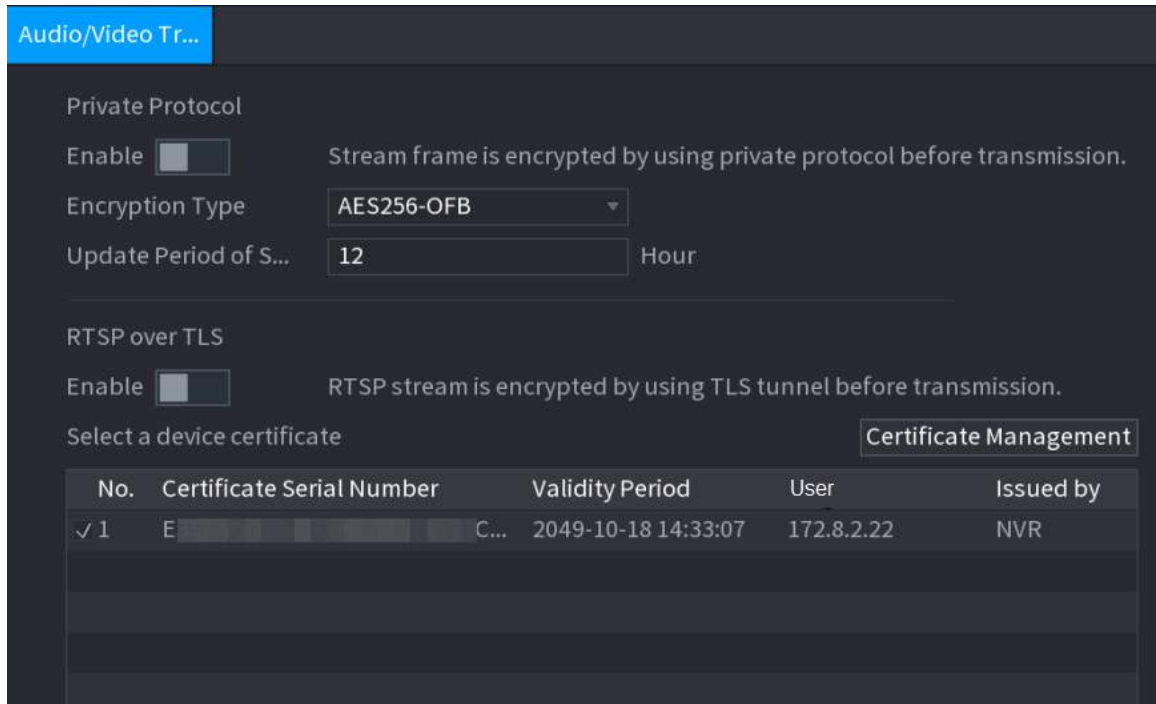 Audio/Video Tr...
Private Protocol
Enable Stream frame is encrypted by using private protocol before transmission.
Encryption Type AES256-OFB
Update Period of S... 12 Hour
RTSP over TLS
Enable RTSP stream is encrypted by using TLS tunnel before transmission.
Select a device certificate Certificate Management
No. Certificate Serial Number Validity Period User Issued by
1 E C... 2049-10-18 14:33:07 172.8.2.22 NVR